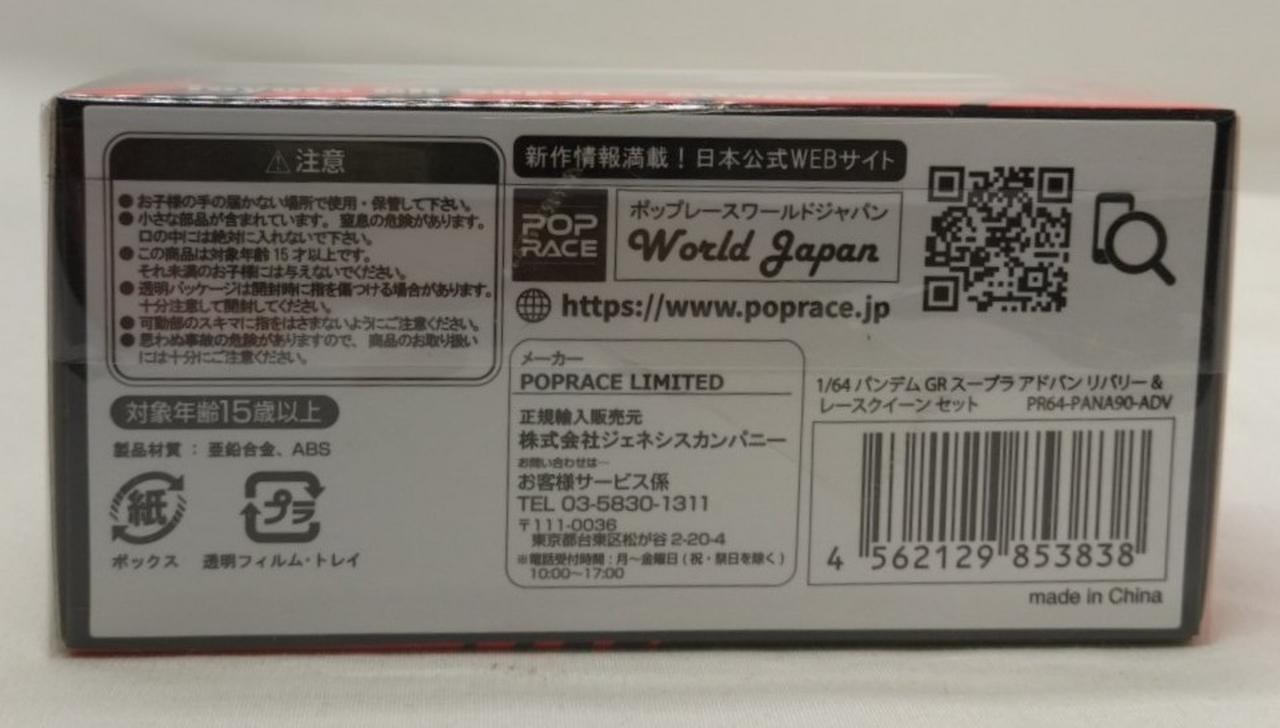 ⚠注意
●お子様の手の届かない場所で使用・保管して下さい。
●小さな部品が含まれています。窒息の危険があります。
口の中には絶対に入れないで下さい。
●この商品は対象年齢15才以上です。
それ未満のお子様には与えないでください。
●透明パッケージは開封時に指を傷つける場合があります。
十分注意して開封してください。
●可動部のスキマに指をはさまないようにご注意ください。
●思わぬ事故の危険がありますので、商品のお取り扱い
には十分にご注意ください。
対象年齢15歳以上
製品材質：亜鉛合金、ABS
紙
ボックス
プラ
透明フィルム・トレイ
新作情報満載！日本公式WEBサイト
POP
RACE
ポップレースワールドジャパン
World Japan
https://www.poprace.jp
メーカー
POPRACE LIMITED
正規輸入販売元
株式会社ジェネシスカンパニー
お問い合わせは…
お客様サービス係
TEL 03-5830-1311
〒111-0036
東京都台東区松が谷 2-20-4
※電話受付時間：月～金曜日(祝・祭日を除く)
10:00~17:00
1/64 パンデム GR スープラ アドバン リバリー &
レースクイーン セット PR64-PANA90-ADV
4 562129 853838
made in China